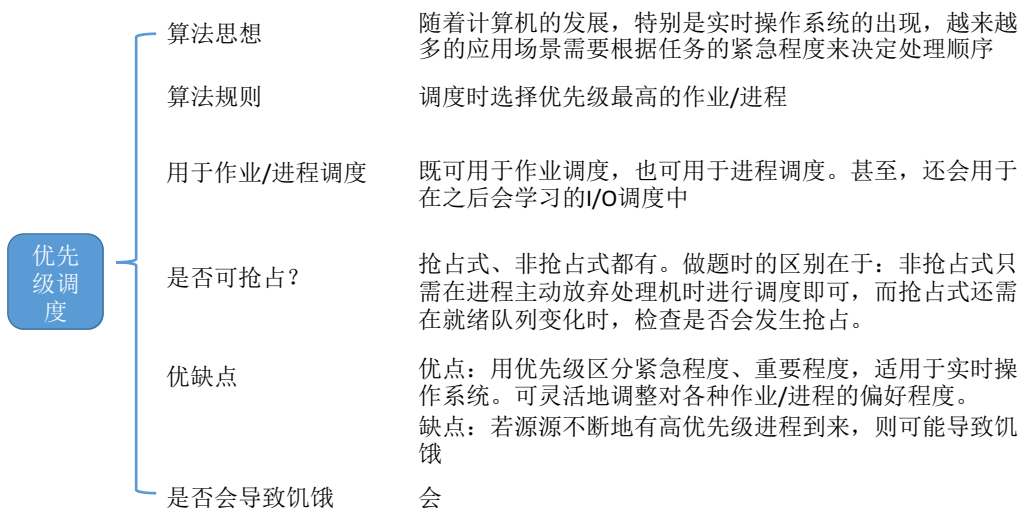 优先
级调
度
算法思想
随着计算机的发展，特别是实时操作系统的出现，越来越
多的应用场景需要根据任务的紧急程度来决定处理顺序
算法规则
调度时选择优先级最高的作业/进程
用于作业/进程调度
既可用于作业调度，也可用于进程调度。甚至，还会用于
在之后会学习的I/O调度中
是否可抢占？
抢占式、非抢占式都有。做题时的区别在于：非抢占式只
需在进程主动放弃处理机时进行调度即可，而抢占式还需
在就绪队列变化时，检查是否会发生抢占。
优缺点
优点：用优先级区分紧急程度、重要程度，适用于实时操
作系统。可灵活地调整对各种作业/进程的偏好程度。
缺点：若源源不断地有高优先级进程到来，则可能导致饥
饿
是否会导致饥饿
会